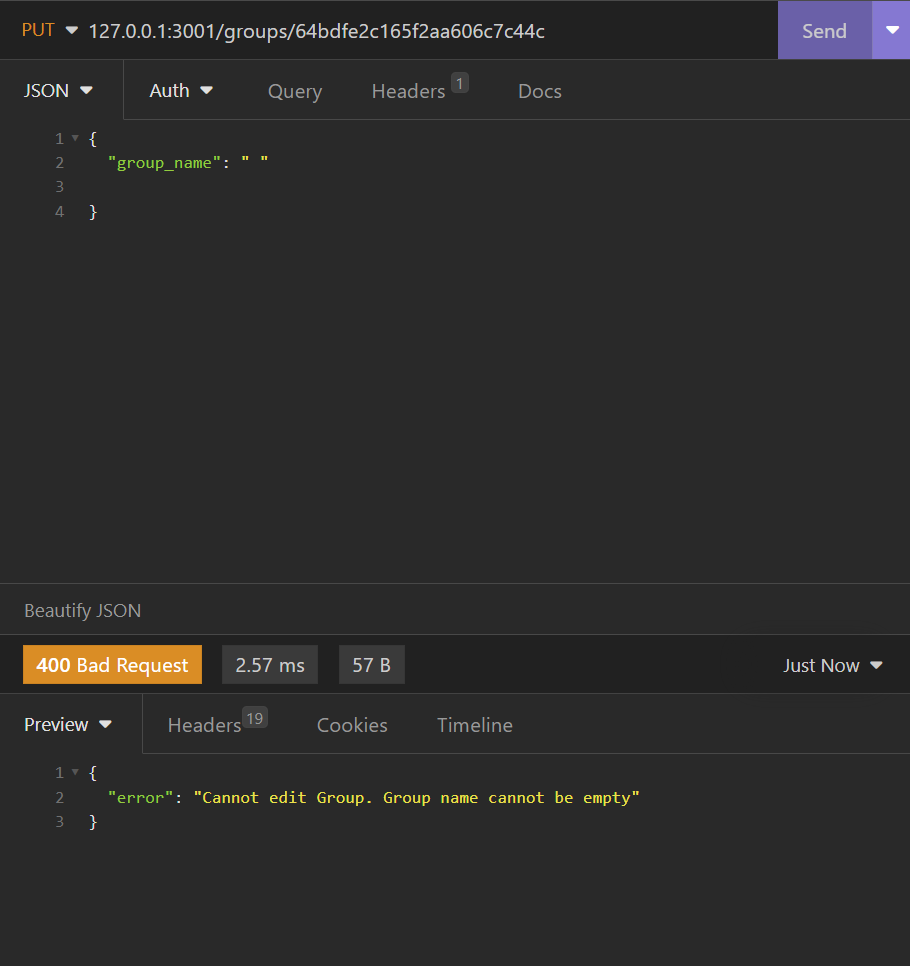 PUT 127.0.0.1:3001/groups/64bdfe2c165f2aa606c7c44c Send
JSON Auth Query Headers 1 Docs
1 {
2 "group_name": " "
3
4 }
Beautify JSON
400 Bad Request 2.57 ms 57 B Just Now
Preview Headers 19 Cookies Timeline
1 {
2 "error": "Cannot edit Group. Group name cannot be empty"
3 }